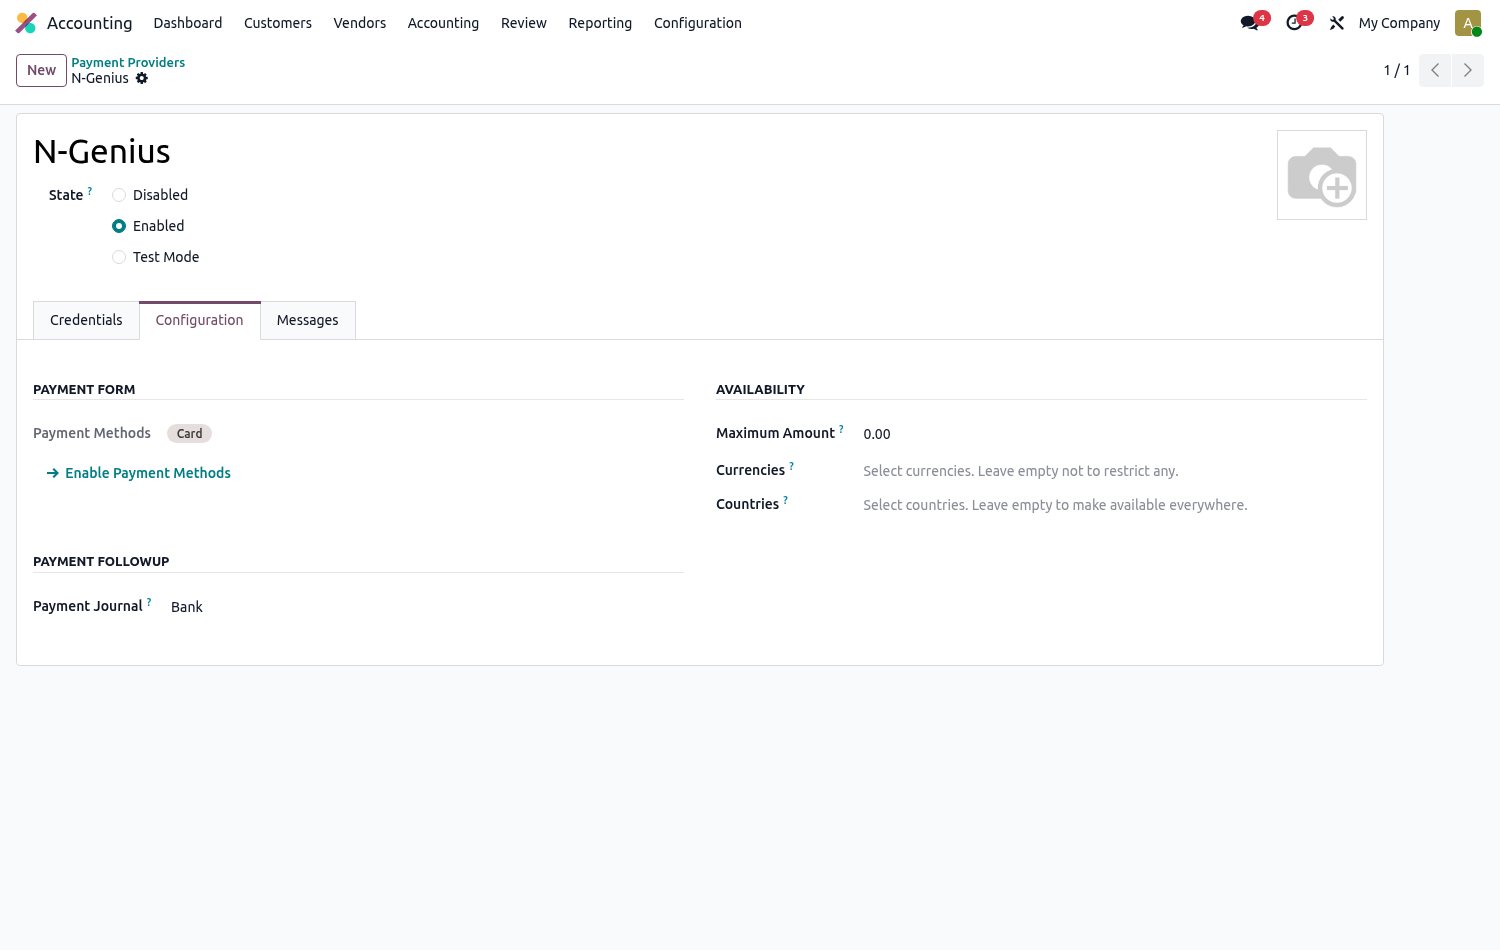 Accounting Dashboard Customers Vendors Accounting Review Reporting Configuration 4 3 My Company A
New Payment Providers
N-Genius
1 / 1
N-Genius
State ? Disabled
Enabled
Test Mode
Credentials Configuration Messages
PAYMENT FORM
Payment Methods Card
Enable Payment Methods
AVAILABILITY
Maximum Amount ? 0.00
Currencies ? Select currencies. Leave empty not to restrict any.
Countries ? Select countries. Leave empty to make available everywhere.
PAYMENT FOLLOWUP
Payment Journal ? Bank